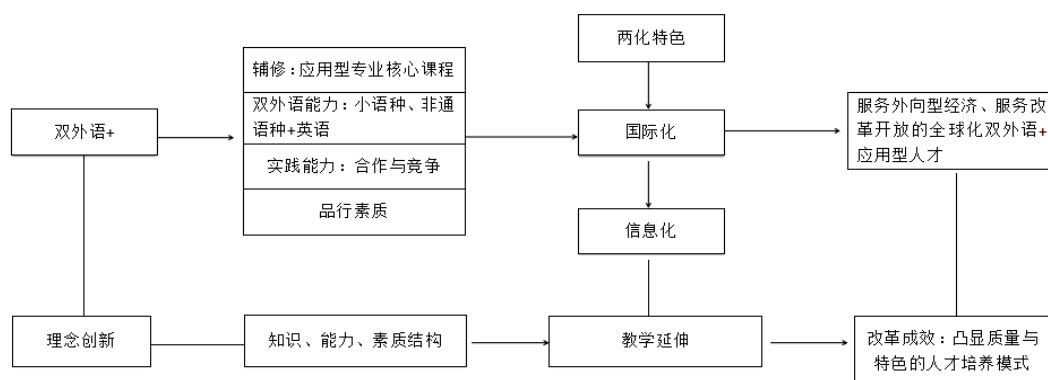 两化特色
辅修：应用型专业核心课程
双外语能力：小语种、非通
语种+英语
实践能力：合作与竞争
品行素质
双外语+
国际化
服务外向型经济、服务改
革开放的全球化双外语+
应用型人才
信息化
理念创新
知识、能力、素质结构
教学延伸
改革成效：凸显质量与
特色的人才培养模式